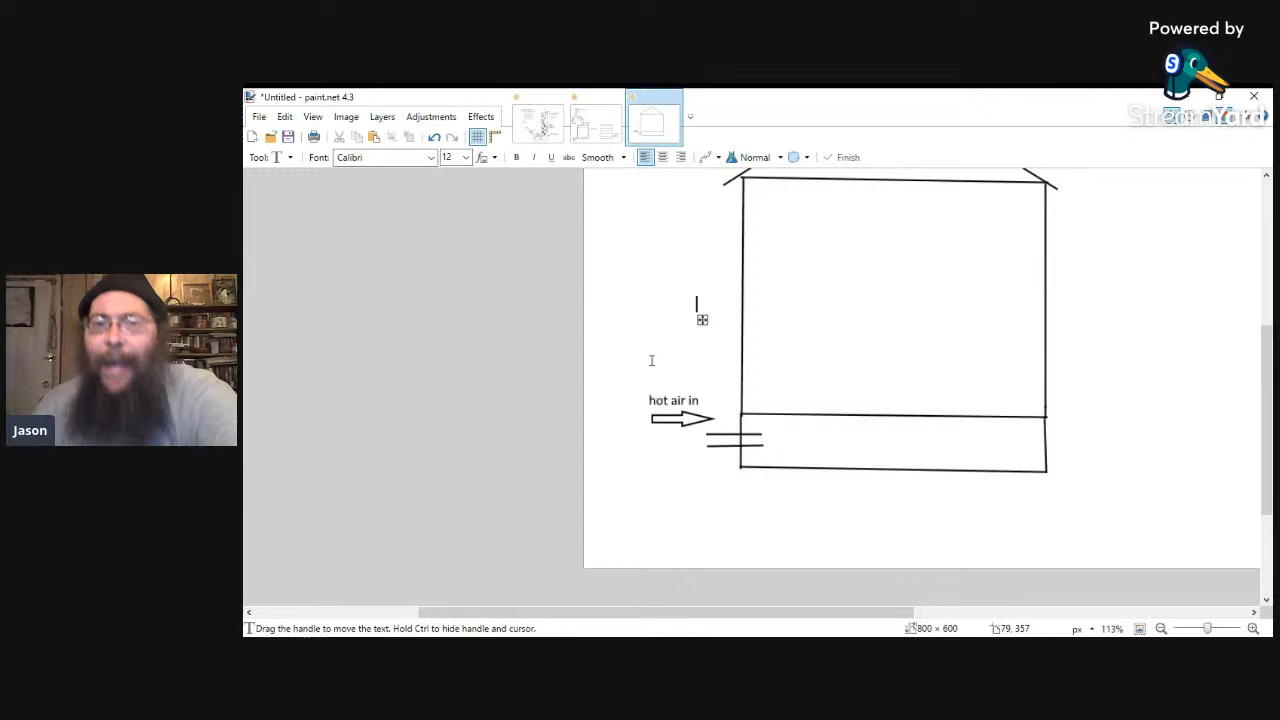 Powered by
StreamYard
*Untitled - paint.net 4.3
File Edit View Image Layers Adjustments Effects
Tool: T Font: Calibri 12 B I U abc Smooth Normal Finish
hot air in
Jason
Drag the handle to move the text. Hold Ctrl to hide handle and cursor. 800 × 600 79, 357 px 113%